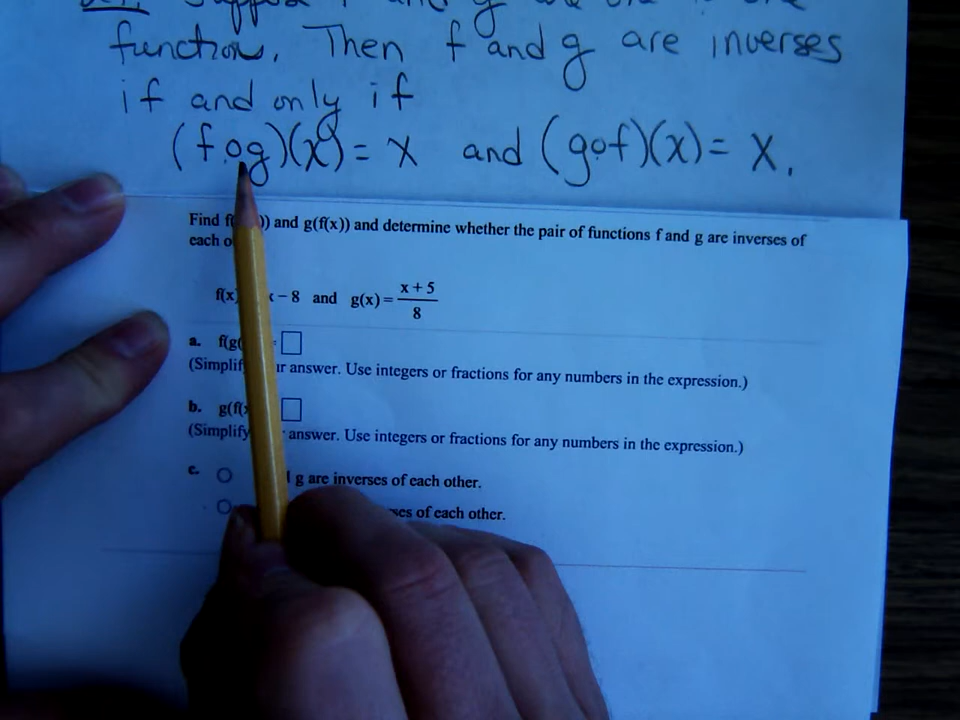 function. Then f and g are inverses
if and only if
(f∘g)(x) = x and (g∘f)(x) = x.
Find and g(f(x)) and determine whether the pair of functions f and g are inverses of
each
- 8 and g(x) = x + 5
8
a.
(Simplify answer. Use integers or fractions for any numbers in the expression.)
b.
(Simplify answer. Use integers or fractions for any numbers in the expression.)
c. g are inverses of each other.
of each other.